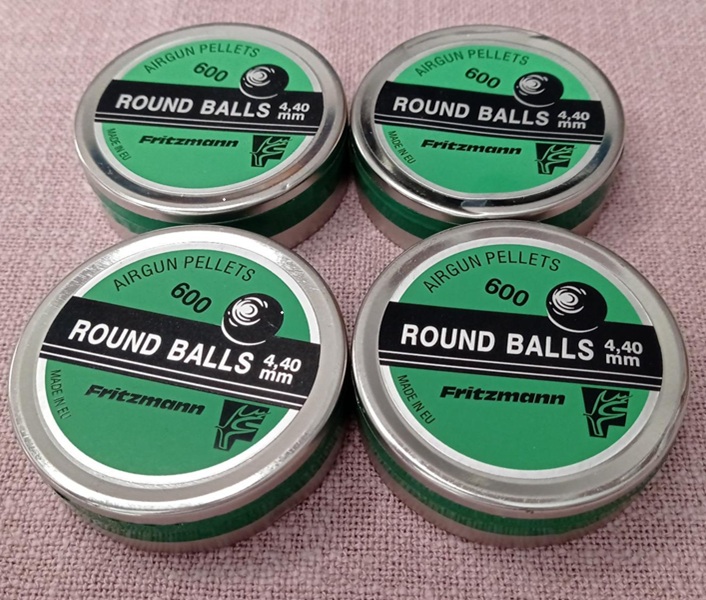 AIRGUN PELLETS
600
ROUND BALLS 4,40 mm
Fritzmann
MADE IN EU
AIRGUN PELLETS
600
ROUND BALLS 4,40 mm
Fritzmann
MADE IN EU
AIRGUN PELLETS
600
ROUND BALLS 4,40 mm
Fritzmann
MADE IN EU
AIRGUN PELLETS
600
ROUND BALLS 4,40 mm
Fritzmann
MADE IN EU